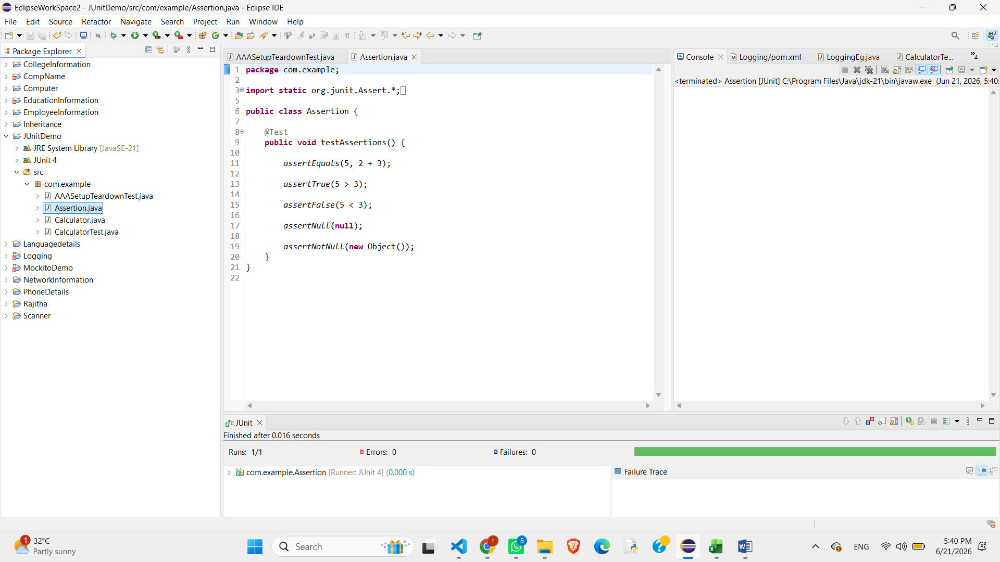 EclipseWorkSpace2 - JUnitDemo/src/com/example/Assertion.java - Eclipse IDE
File Edit Source Refactor Navigate Search Project Run Window Help
Package Explorer
CollegeInformation
CompName
Computer
EducationInformation
EmployeeInformation
Inheritance
JUnitDemo
JRE System Library [JavaSE-21]
JUnit 4
src
com.example
AAASetupTeardownTest.java
Assertion.java
Calculator.java
CalculatorTest.java
Languagedetails
Logging
MockitoDemo
NetworkInformation
PhoneDetails
Rajitha
Scanner
AAASetupTeardownTest.java Assertion.java
1 package com.example;
2
3 import static org.junit.Assert.*;
5
6 public class Assertion {
7
8 @Test
9 public void testAssertions() {
10
11 assertEquals(5, 2 + 3);
12
13 assertTrue(5 > 3);
14
15 assertFalse(5 < 3);
16
17 assertNull(null);
18
19 assertNotNull(new Object());
20 }
21 }
22
Console Logging/pom.xml LoggingEg.java CalculatorTe... »4
<terminated> Assertion [JUnit] C:\Program Files\Java\jdk-21\bin\javaw.exe (Jun 21, 2026, 5:40:
JUnit
Finished after 0.016 seconds
Runs: 1/1 Errors: 0 Failures: 0
com.example.Assertion [Runner: JUnit 4] (0.000 s)
Failure Trace
1 32°C
Partly sunny
Search
r
5
ENG
5:40 PM
6/21/2026